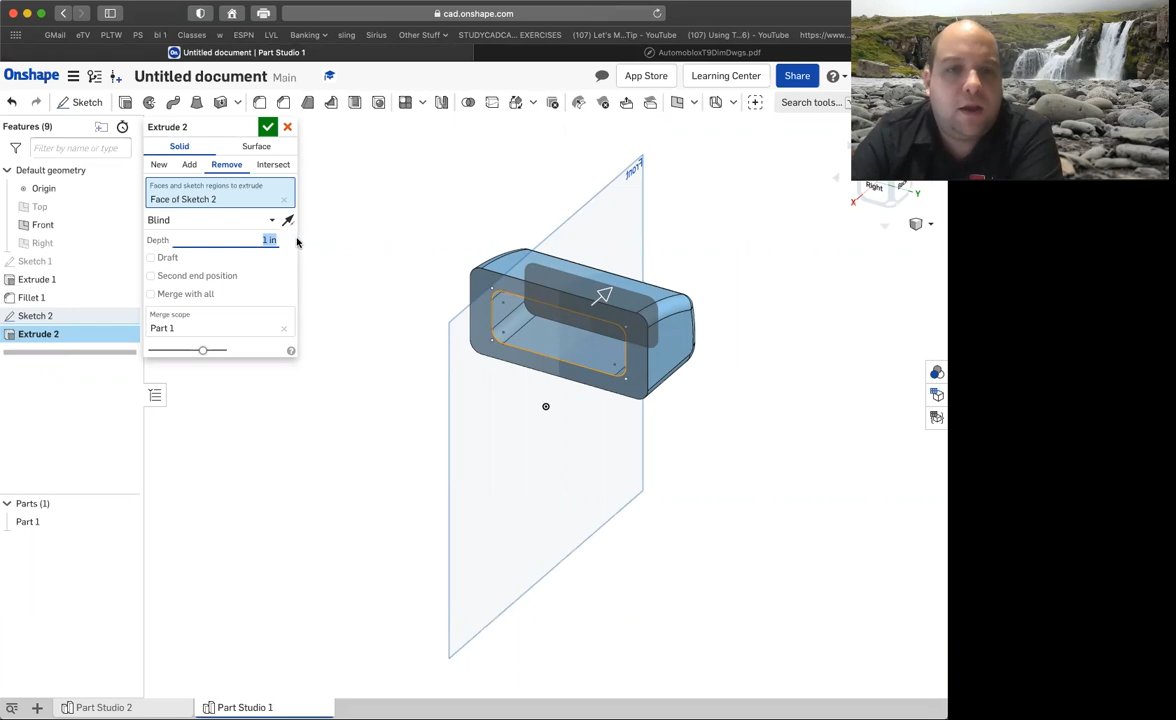 cad.onshape.com
GMail eTV PLTW PS bl 1 Classes w ESPN LVL Banking sling Sirius Other Stuff STUDYCADCA... EXERCISES (107) Let's M...Tip - YouTube (107) Using T...6) - YouTube https://www...
Untitled document | Part Studio 1 AutomobloxT9DimDwgs.pdf
Onshape Untitled document Main App Store Learning Center Share
Sketch Search tools...
Features (9)
Filter by name or type
Default geometry
Origin
Top
Front
Right
Sketch 1
Extrude 1
Fillet 1
Sketch 2
Extrude 2
Parts (1)
Part 1
Extrude 2
Solid Surface
New Add Remove Intersect
Faces and sketch regions to extrude
Face of Sketch 2
Blind
Depth 1 in
Draft
Second end position
Merge with all
Merge scope
Part 1
Front
Right
X Y
Part Studio 2 Part Studio 1